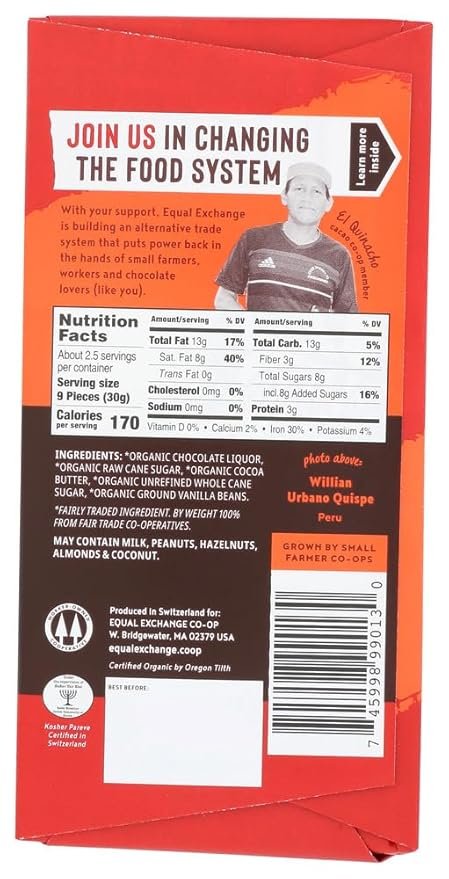 JOIN US IN CHANGING
THE FOOD SYSTEM
Learn more
inside
With your support, Equal Exchange
is building an alternative trade
system that puts power back in
the hands of small farmers,
workers and chocolate
lovers (like you).
El Quinacho
cacao co-op member
adidas
Nutrition
Facts
About 2.5 servings
per container
Serving size
9 Pieces (30g)
Calories
per serving 170
Amount/serving % DV
Total Fat 13g 17%
Sat. Fat 8g 40%
Trans Fat 0g
Cholesterol 0mg 0%
Sodium 0mg 0%
Amount/serving % DV
Total Carb. 13g 5%
Fiber 3g 12%
Total Sugars 8g
incl.8g Added Sugars 16%
Protein 3g
Vitamin D 0% • Calcium 2% • Iron 30% • Potassium 4%
INGREDIENTS: *ORGANIC CHOCOLATE LIQUOR,
*ORGANIC RAW CANE SUGAR, *ORGANIC COCOA
BUTTER, *ORGANIC UNREFINED WHOLE CANE
SUGAR, *ORGANIC GROUND VANILLA BEANS.
*FAIRLY TRADED INGREDIENT. BY WEIGHT 100%
FROM FAIR TRADE CO-OPERATIVES.
MAY CONTAIN MILK, PEANUTS, HAZELNUTS,
ALMONDS & COCONUT.
photo above:
Willian
Urbano Quispe
Peru
GROWN BY SMALL
FARMER CO-OPS
WORKER-OWNED
COOPERATIVE
Produced in Switzerland for:
EQUAL EXCHANGE CO-OP
W. Bridgewater, MA 02379 USA
equalexchange.coop
Certified Organic by Oregon Tilth
Kosher Pareve
Certified in
Switzerland
BEST BEFORE:
7 45998 99013 0